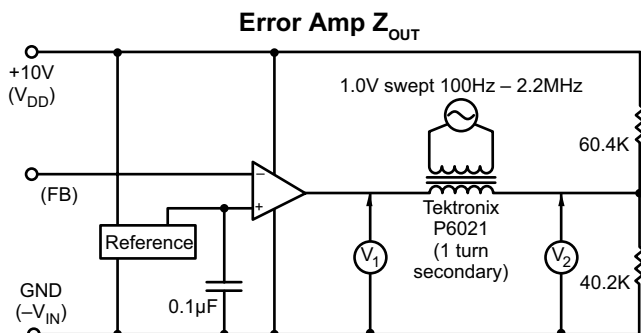 Error Amp Z_OUT
+10V
(V_DD)
1.0V swept 100Hz – 2.2MHz
60.4K
(FB)
–
+
Tektronix
P6021
(1 turn
secondary)
Reference
V_1
V_2
40.2K
GND
(–V_IN)
0.1µF